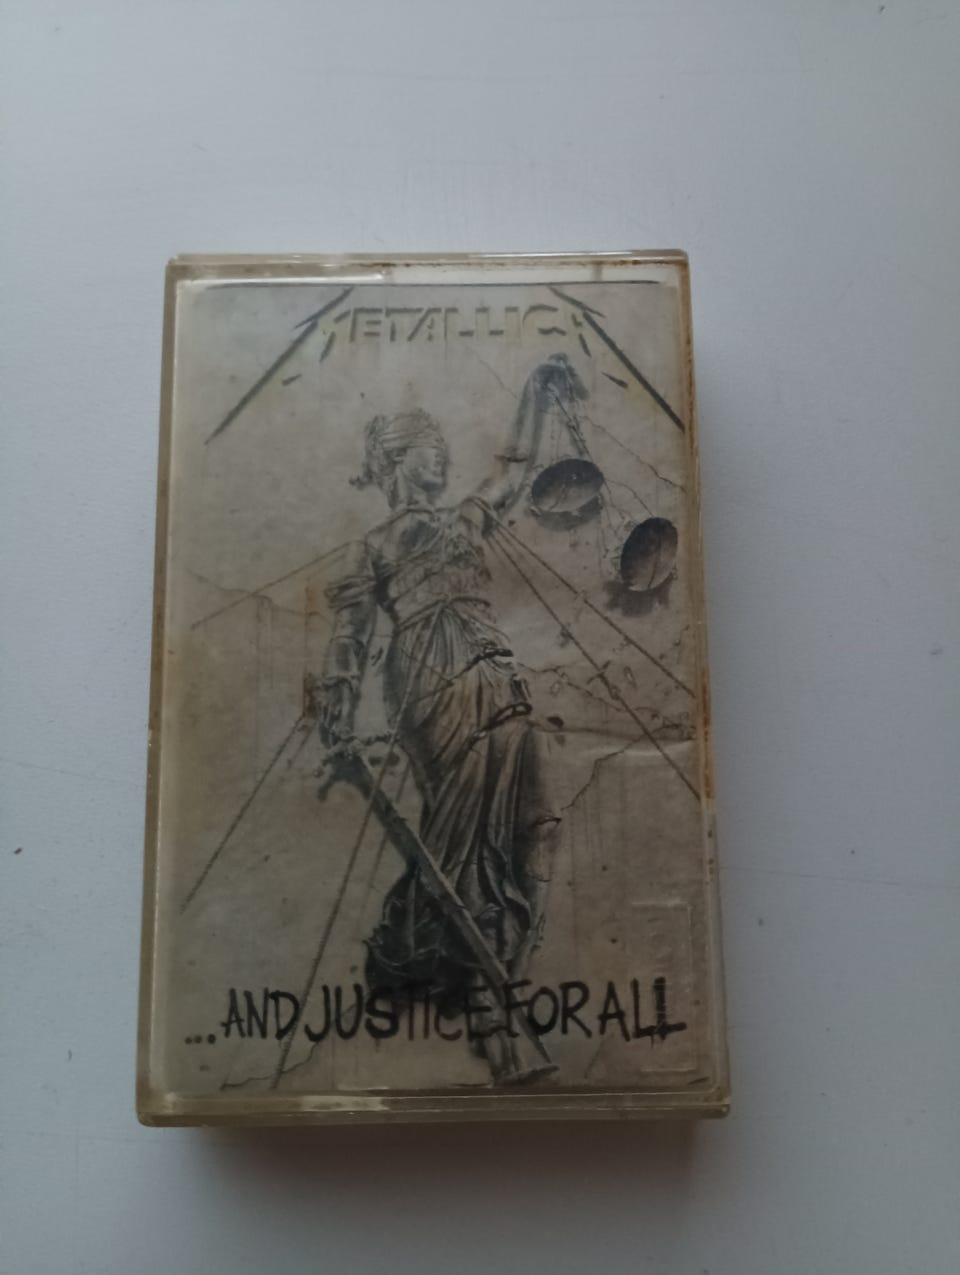 METALLICA
...AND JUSTICE FOR ALL